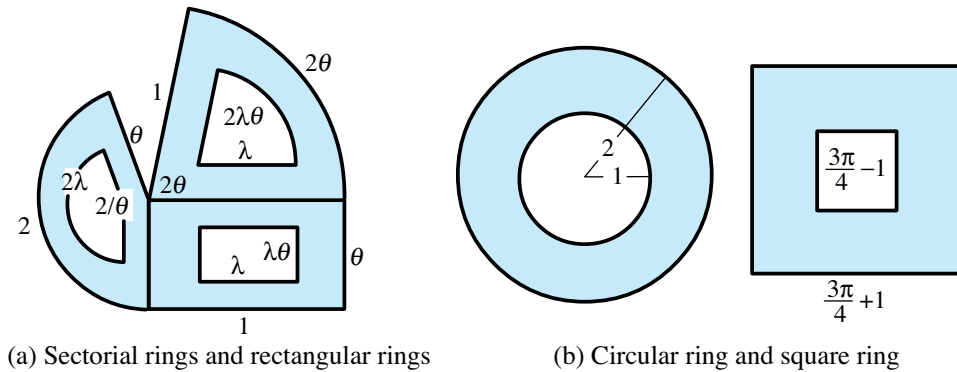 1
2θ
2λθ
λ
θ
2λ
2/θ
2θ
2
λθ
λ
θ
1
(a) Sectorial rings and rectangular rings
2
1
3π/4 −1
3π/4 +1
(b) Circular ring and square ring